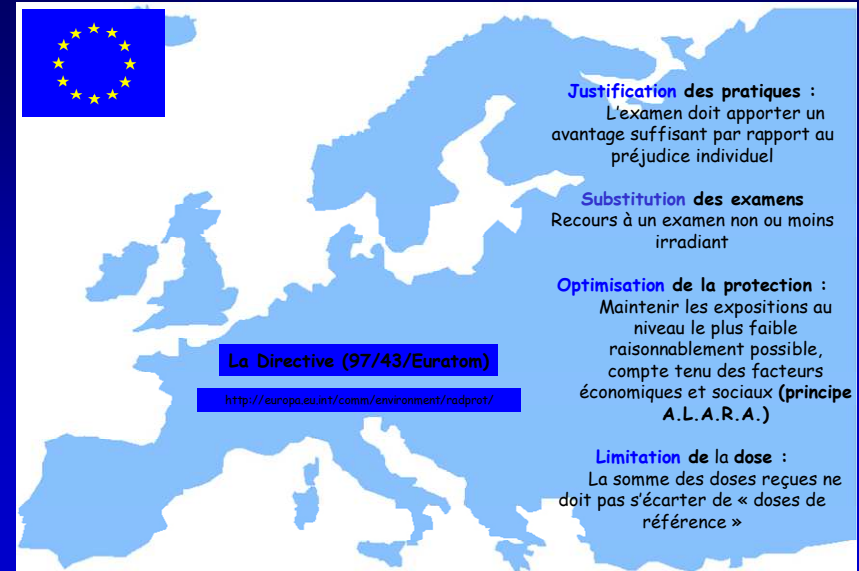 Justification des pratiques :
L'examen doit apporter un
avantage suffisant par rapport au
préjudice individuel
Substitution des examens
Recours à un examen non ou moins
irradiant
Optimisation de la protection :
Maintenir les expositions au
niveau le plus faible
raisonnablement possible,
compte tenu des facteurs
économiques et sociaux (principe
A.L.A.R.A.)
Limitation de la dose :
La somme des doses reçues ne
doit pas s'écarter de « doses de
référence »
La Directive (97/43/Euratom)
http://europa.eu.int/comm/environment/radprot/